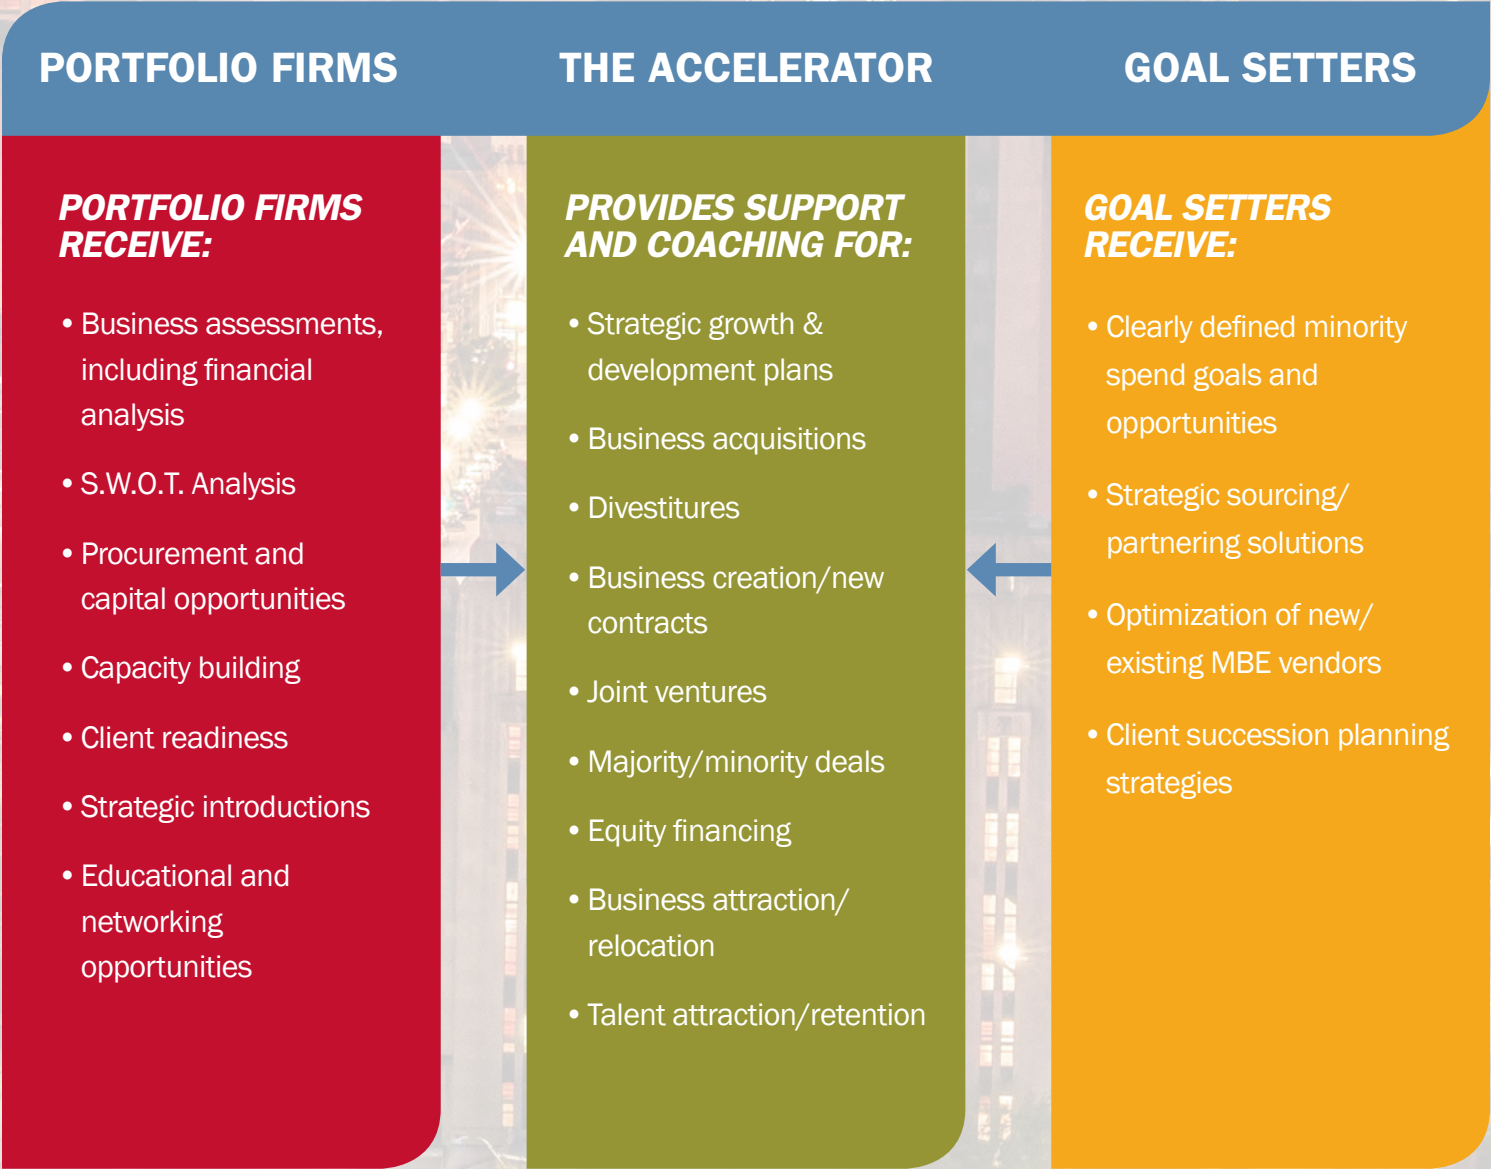 PORTFOLIO FIRMS
THE ACCELERATOR
GOAL SETTERS
PORTFOLIO FIRMS
RECEIVE:
• Business assessments,
including financial
analysis
• S.W.O.T. Analysis
• Procurement and
capital opportunities
• Capacity building
• Client readiness
• Strategic introductions
• Educational and
networking
opportunities
PROVIDES SUPPORT
AND COACHING FOR:
• Strategic growth &
development plans
• Business acquisitions
• Divestitures
• Business creation/new
contracts
• Joint ventures
• Majority/minority deals
• Equity financing
• Business attraction/
relocation
• Talent attraction/retention
GOAL SETTERS
RECEIVE:
• Clearly defined minority
spend goals and
opportunities
• Strategic sourcing/
partnering solutions
• Optimization of new/
existing MBE vendors
• Client succession planning
strategies